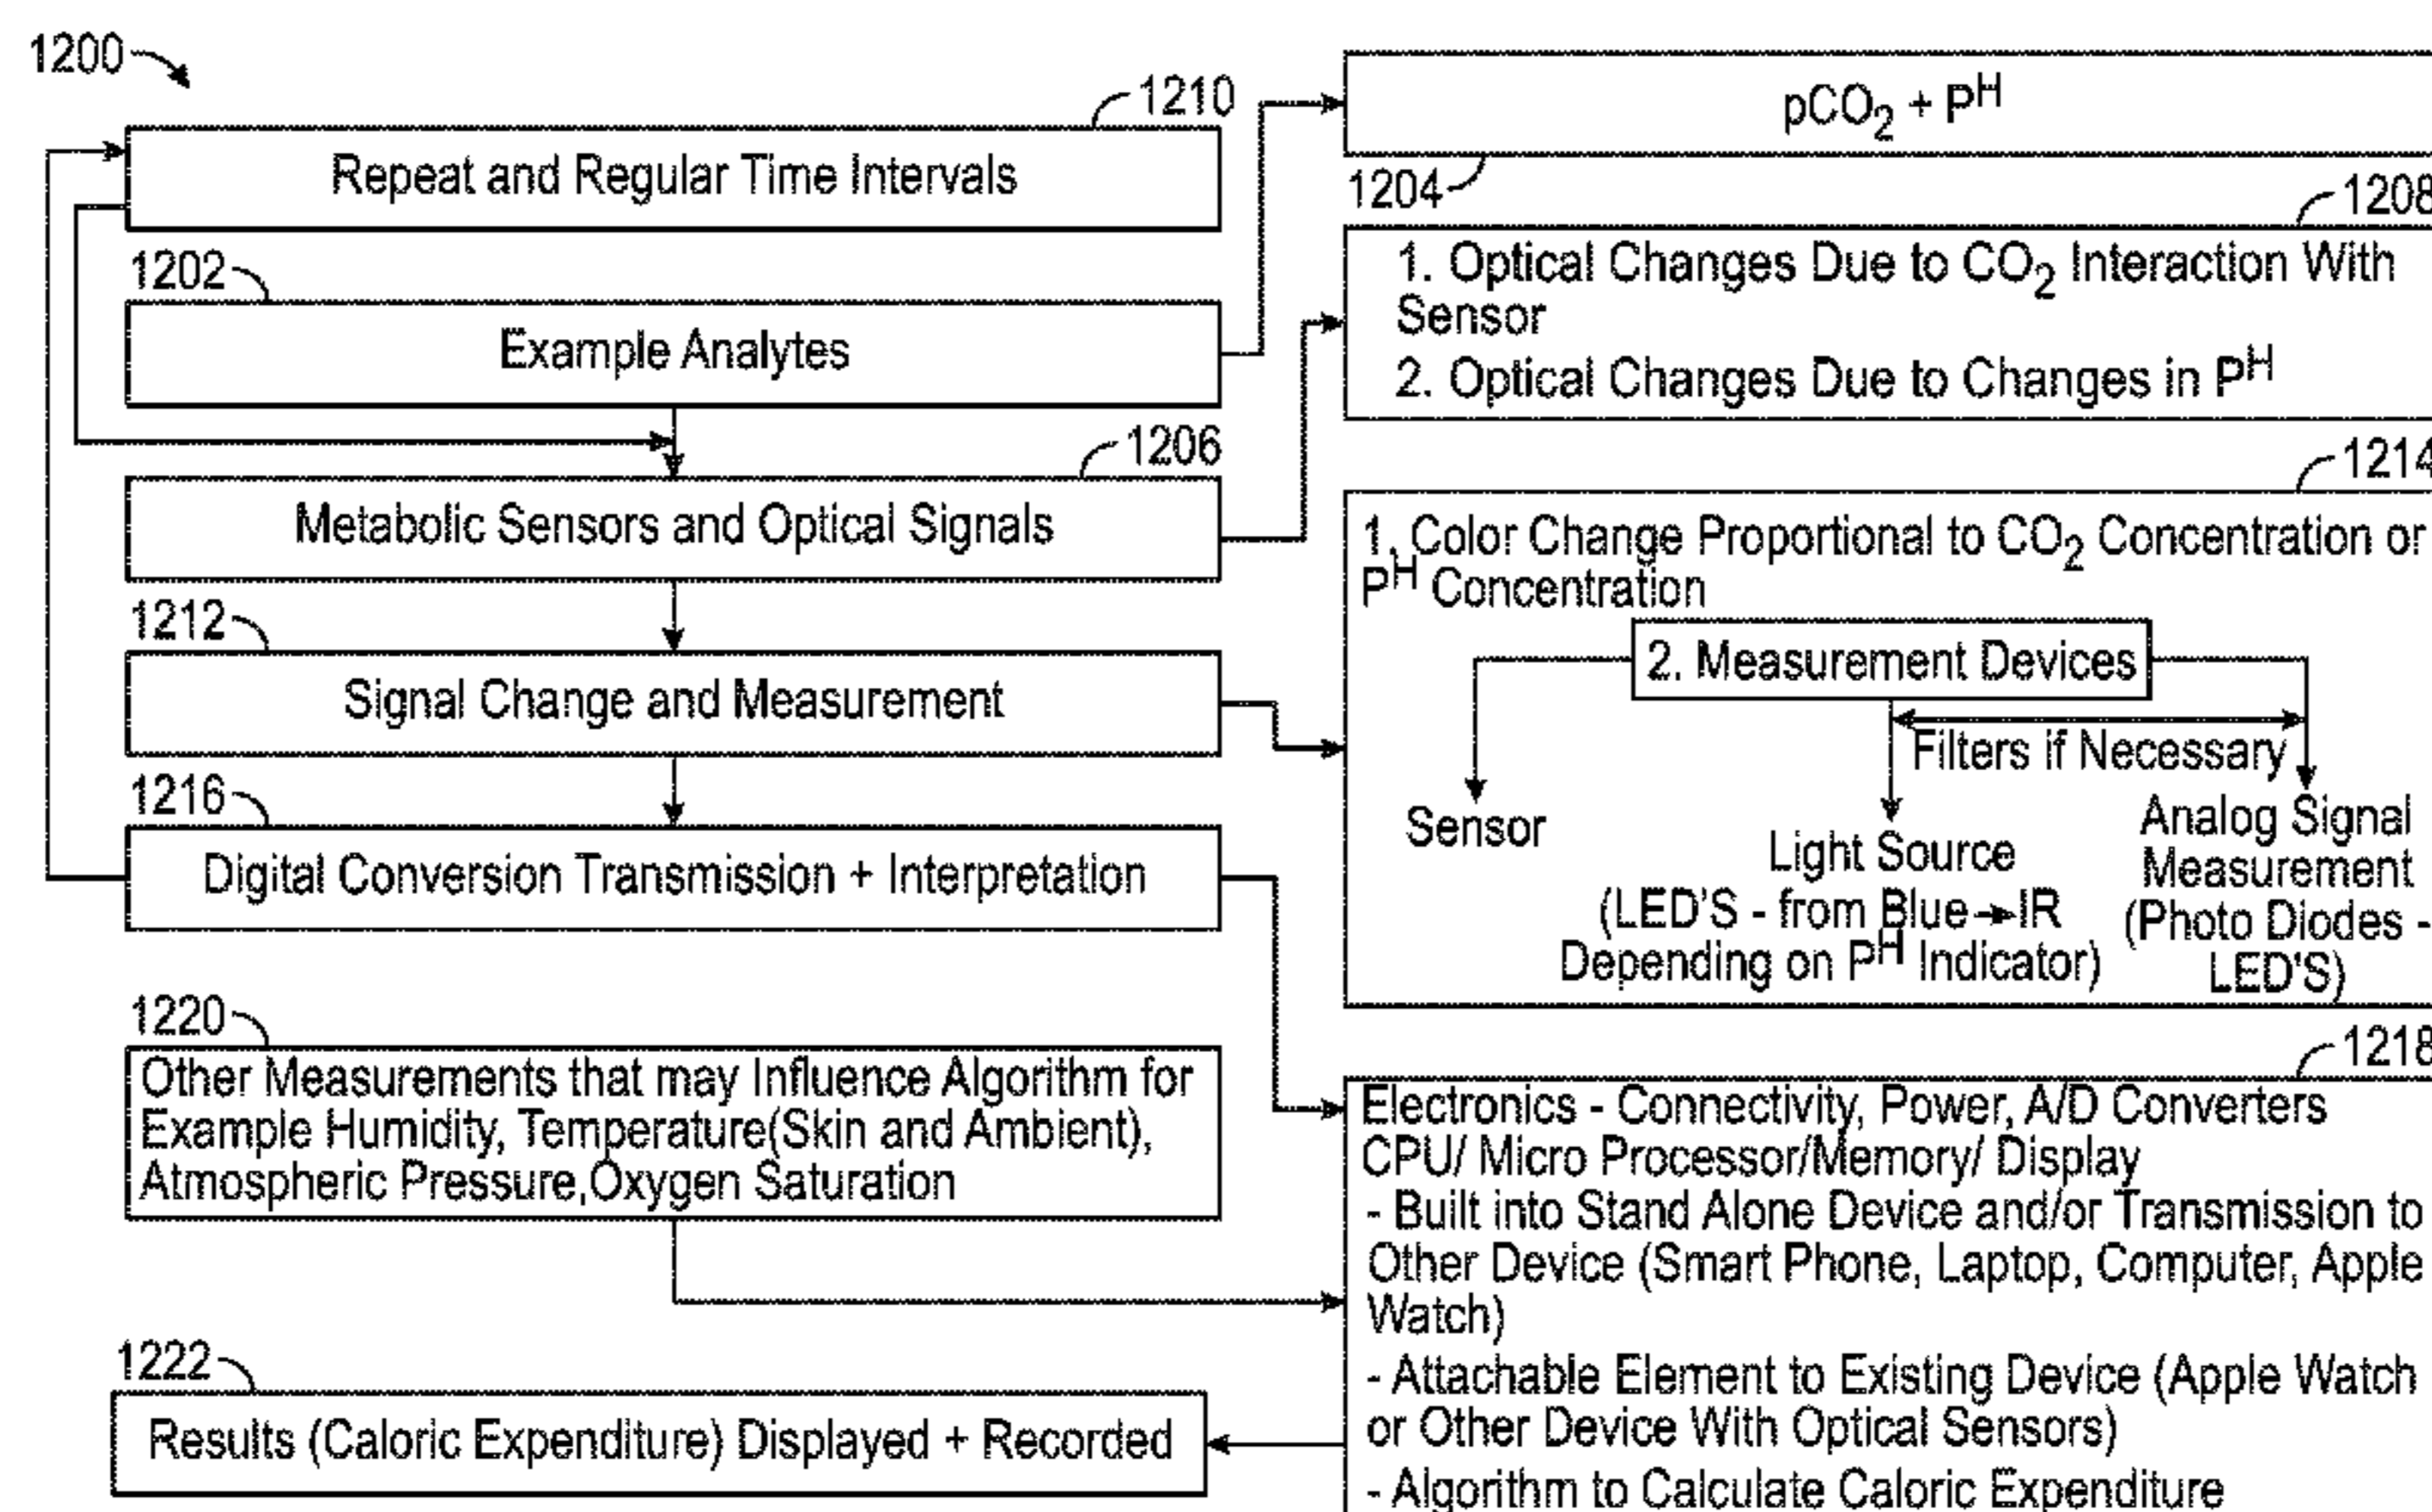 1200
1210
Repeat and Regular Time Intervals
1202
Example Analytes
1206
Metabolic Sensors and Optical Signals
1212
Signal Change and Measurement
1216
Digital Conversion Transmission + Interpretation
1220
Other Measurements that may Influence Algorithm for
Example Humidity, Temperature(Skin and Ambient),
Atmospheric Pressure,Oxygen Saturation
1222
Results (Caloric Expenditure) Displayed + Recorded
pCO₂ + Pᴴ
1204
1208
1. Optical Changes Due to CO₂ Interaction With
Sensor
2. Optical Changes Due to Changes in Pᴴ
1214
1. Color Change Proportional to CO₂ Concentration or
Pᴴ Concentration
2. Measurement Devices
Filters if Necessary
Sensor
Light Source
(LED'S - from Blue→IR
Depending on Pᴴ Indicator)
Analog Signal
Measurement
(Photo Diodes -
LED'S)
1218
Electronics - Connectivity, Power, A/D Converters
CPU/ Micro Processor/Memory/ Display
- Built into Stand Alone Device and/or Transmission to
Other Device (Smart Phone, Laptop, Computer, Apple
Watch)
- Attachable Element to Existing Device (Apple Watch
or Other Device With Optical Sensors)
- Algorithm to Calculate Caloric Expenditure